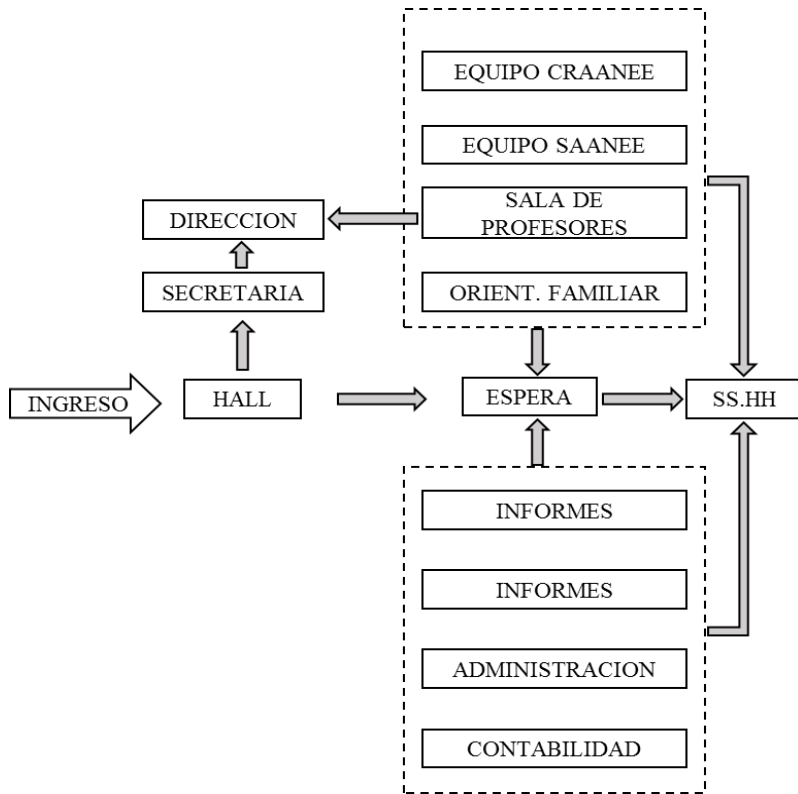 EQUIPO CRAANEE
EQUIPO SAANEE
SALA DE
PROFESORES
DIRECCION
SECRETARIA
ORIENT. FAMILIAR
INGRESO
HALL
ESPERA
SS.HH
INFORMES
INFORMES
ADMINISTRACION
CONTABILIDAD